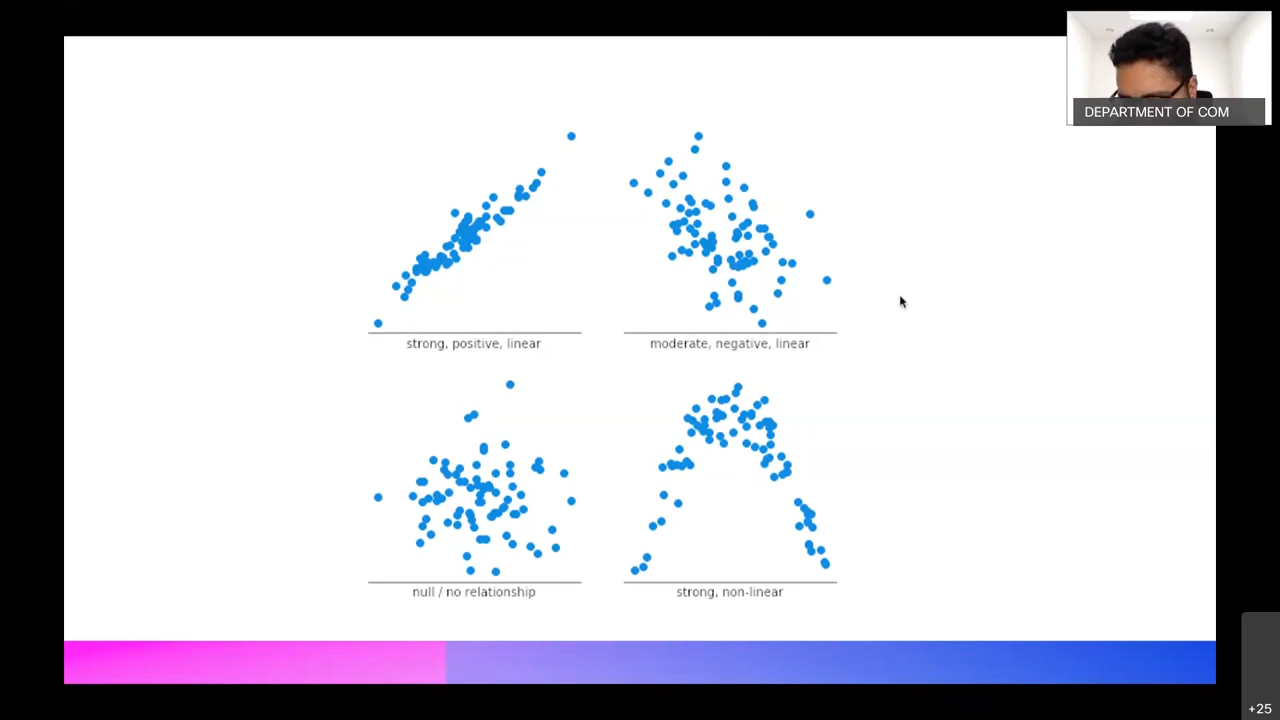 DEPARTMENT OF COM
strong, positive, linear
moderate, negative, linear
null / no relationship
strong, non-linear
+25